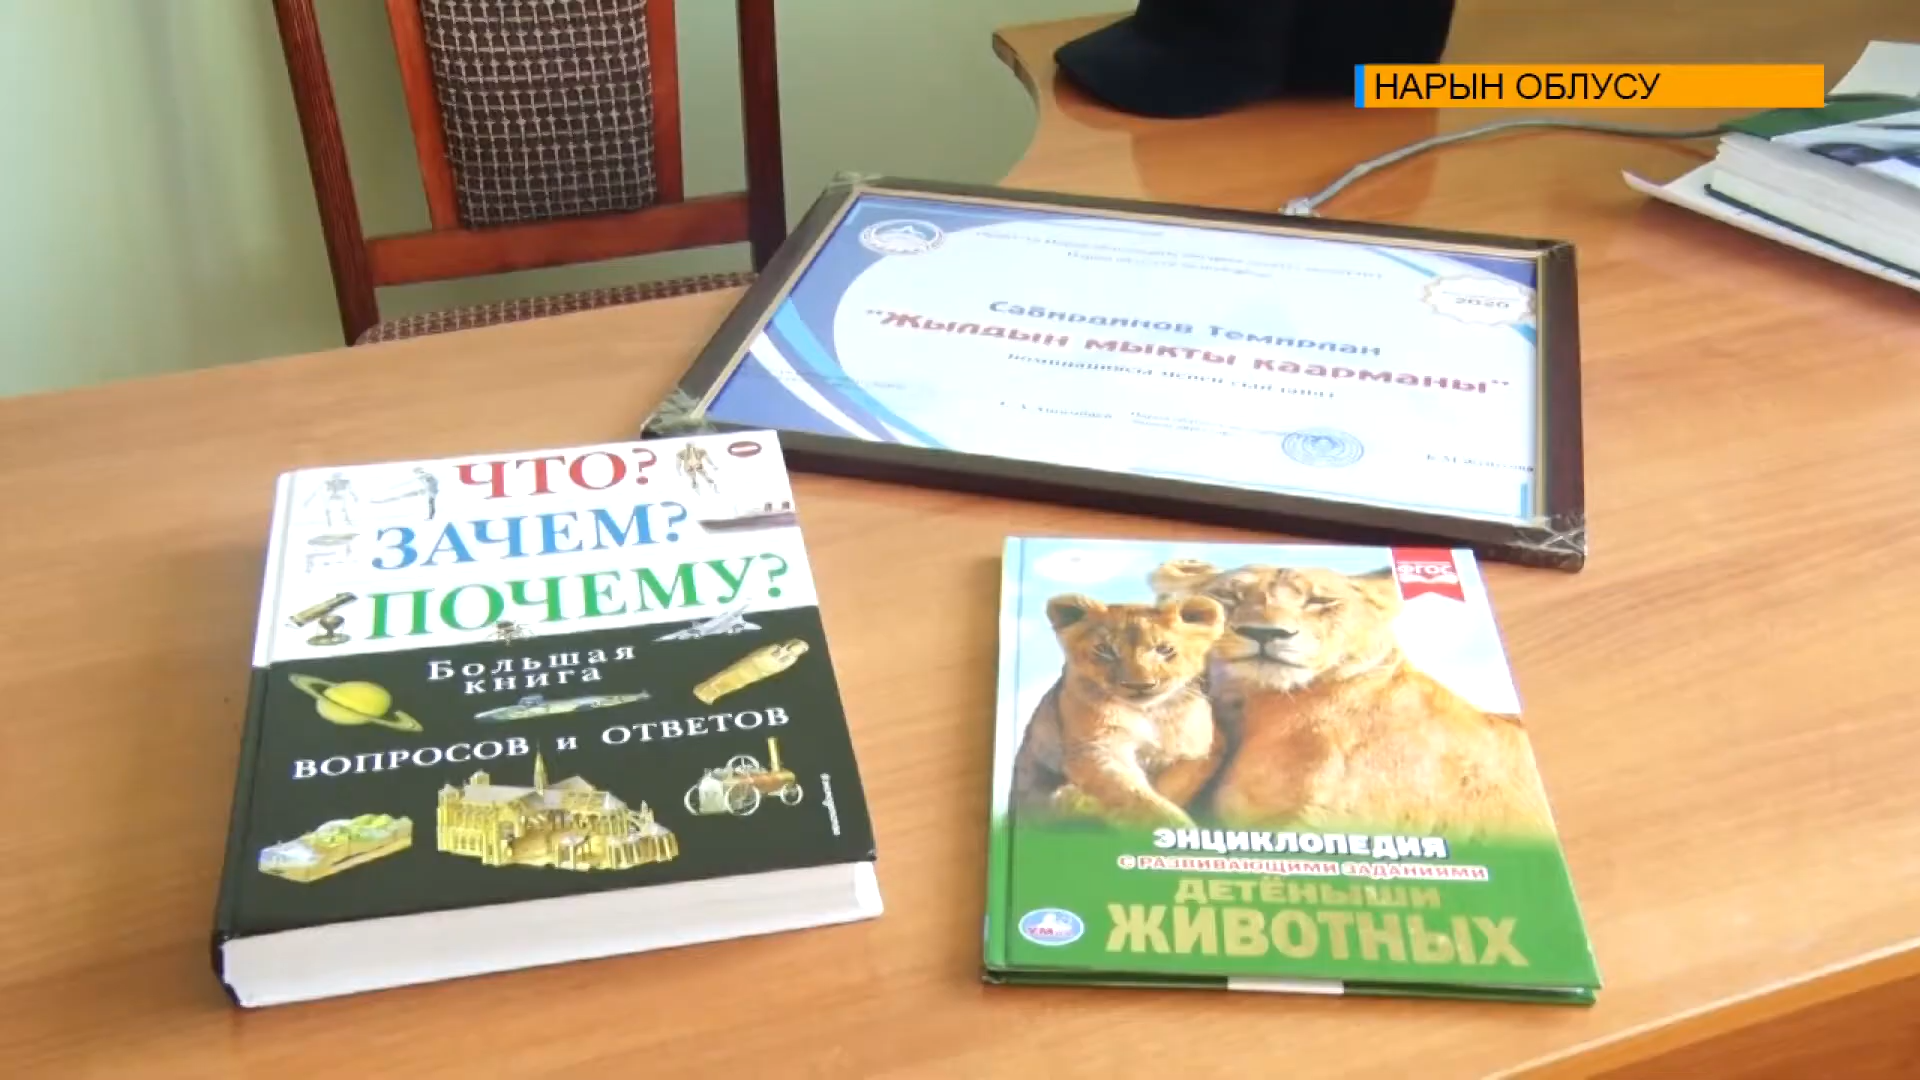 НАРЫН ОБЛУСУ
2020
Сабирдинов Темирлан
"Жылдын мыкты каарманы"
ЧТО?
ЗАЧЕМ?
ПОЧЕМУ?
Большая
книга
ВОПРОСОВ и ОТВЕТОВ
ФГОС
ЭНЦИКЛОПЕДИЯ
С РАЗВИВАЮЩИМИ ЗАДАНИЯМИ
ДЕТЁНЫШИ
ЖИВОТНЫХ
УМка